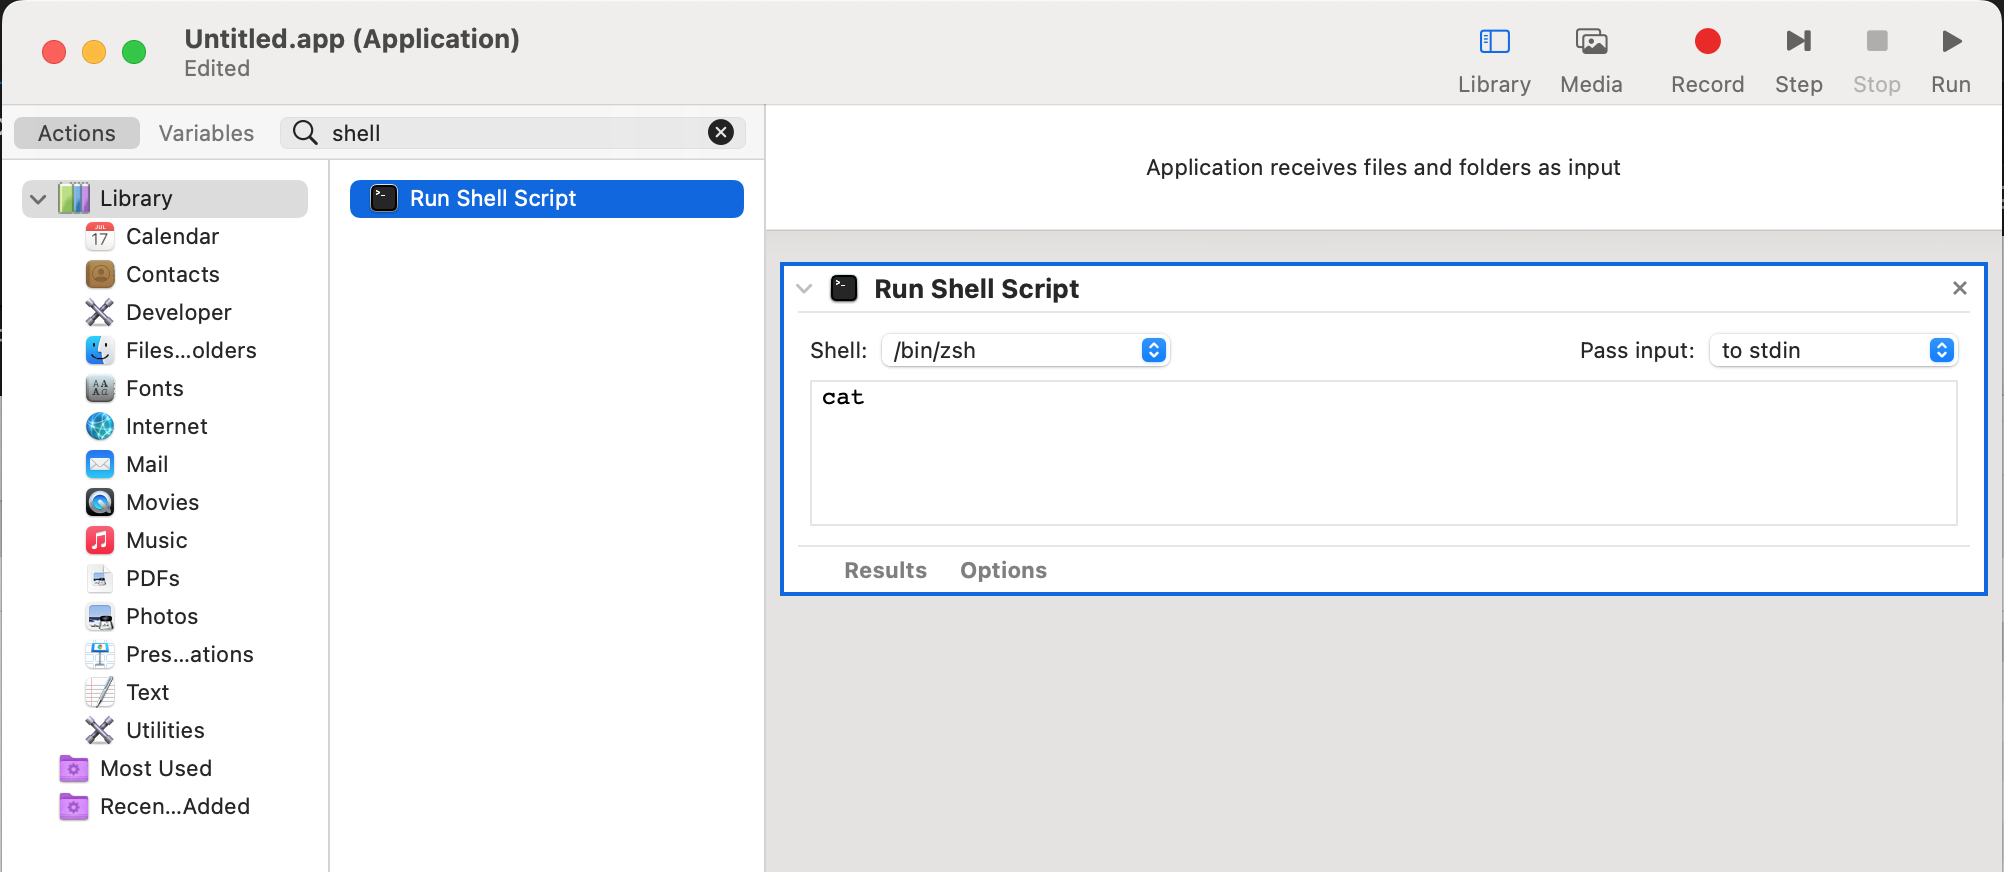 Untitled.app (Application)
Edited
Library
Media
Record
Step
Stop
Run
Actions
Variables
shell
Library
JUL
17
Calendar
Contacts
Developer
Files...olders
Fonts
Internet
Mail
Movies
Music
PDFs
Photos
Pres...ations
Text
Utilities
Most Used
Recen...Added
Run Shell Script
Application receives files and folders as input
Run Shell Script
Shell: /bin/zsh
Pass input: to stdin
cat
Results
Options